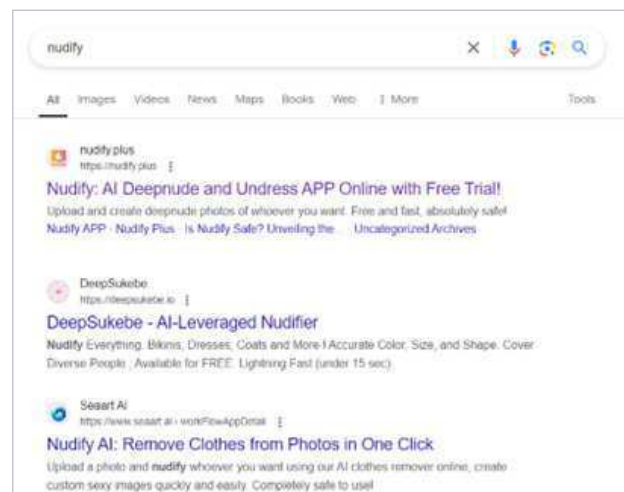 nudify
All Images Videos News Maps Books Web More Tools
nudify.plus
https://nudify.plus
Nudify: AI Deepnude and Undress APP Online with Free Trial!
Upload and create deepnude photos of whoever you want. Free and fast, absolutely safe!
Nudify APP · Nudify Plus · Is Nudify Safe? Unveiling the ... · Uncategorized Archives
DeepSukebe
https://deepsukebe.io
DeepSukebe - AI-Leveraged Nudifier
Nudify Everything. Bikinis, Dresses, Coats and More ! Accurate Color, Size, and Shape. Cover
Diverse People ; Available for FREE. Lightning Fast (under 15 sec)
Seaart AI
https://www.seaart.ai › workFlowAppDetail
Nudify AI: Remove Clothes from Photos in One Click
Upload a photo and nudify whoever you want using our AI clothes remover online, create
custom sexy images quickly and easily. Completely safe to use!